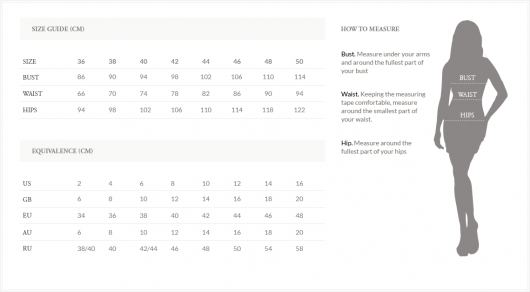 SIZE GUIDE (CM)
SIZE 36 38 40 42 44 46 48 50
BUST 86 90 94 98 102 106 110 114
WAIST 66 70 74 78 82 86 90 94
HIPS 94 98 102 106 110 114 118 122
EQUIVALENCE (CM)
US 2 4 6 8 10 12 14 16
GB 6 8 10 12 14 16 18 20
EU 34 36 38 40 42 44 46 48
AU 6 8 10 12 14 16 18 20
RU 38/40 40 42/44 46 48 50 54 58
HOW TO MEASURE
Bust. Measure under your arms
and around the fullest part of
your bust
Waist. Keeping the measuring
tape comfortable, measure
around the smallest part of
your waist.
Hip. Measure around the
fullest part of your hips
BUST
WAIST
HIPS